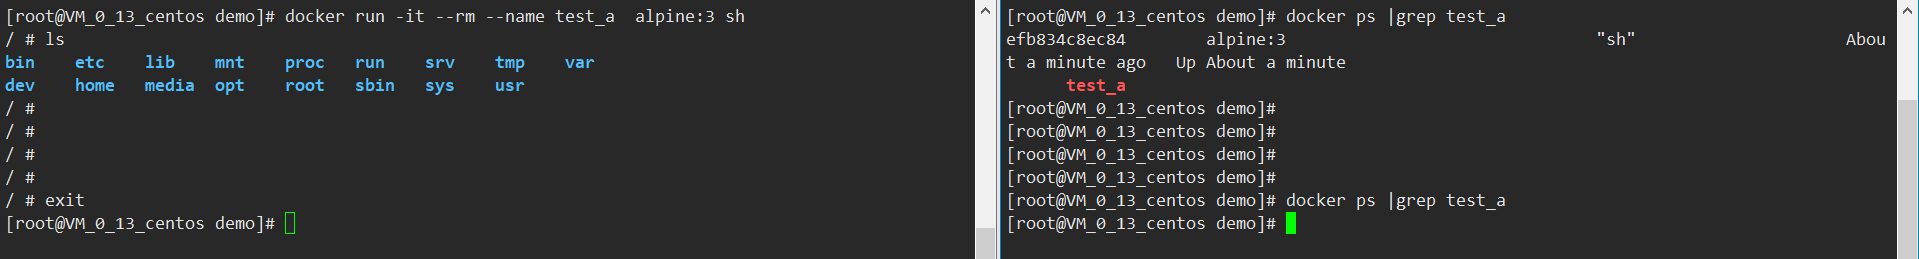 [root@VM_0_13_centos demo]# docker run -it --rm --name test_a  alpine:3 sh
/ # ls
bin    etc    lib    mnt    proc   run    srv    tmp    var
dev    home   media  opt    root   sbin   sys    usr
/ #
/ #
/ #
/ #
/ # exit
[root@VM_0_13_centos demo]#
[root@VM_0_13_centos demo]# docker ps |grep test_a
efb834c8ec84        alpine:3                               "sh"                     Abou
t a minute ago   Up About a minute
      test_a
[root@VM_0_13_centos demo]#
[root@VM_0_13_centos demo]#
[root@VM_0_13_centos demo]#
[root@VM_0_13_centos demo]#
[root@VM_0_13_centos demo]# docker ps |grep test_a
[root@VM_0_13_centos demo]#